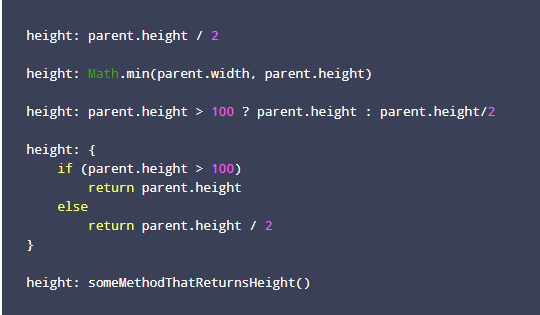 height: parent.height / 2
height: Math.min(parent.width, parent.height)
height: parent.height > 100 ? parent.height : parent.height/2
height: {
    if (parent.height > 100)
        return parent.height
    else
        return parent.height / 2
}
height: someMethodThatReturnsHeight()